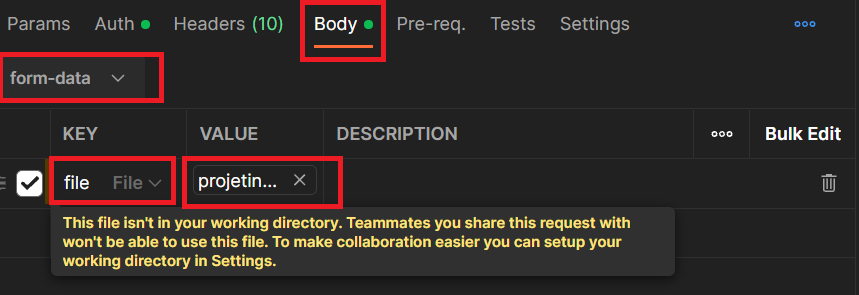 Params Auth Headers (10) Body Pre-req. Tests Settings
form-data
KEY VALUE DESCRIPTION Bulk Edit
file File projetin...
This file isn't in your working directory. Teammates you share this request with
won't be able to use this file. To make collaboration easier you can setup your
working directory in Settings.